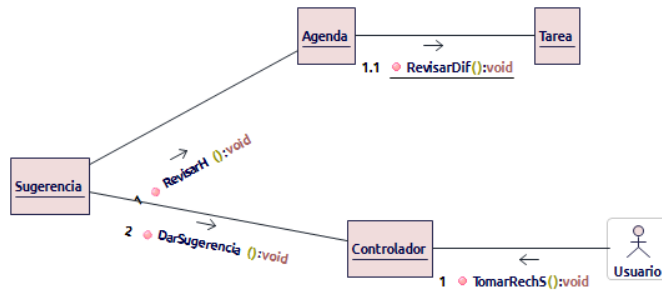 Agenda
Tarea
1.1 RevisarDif():void
1 RevisarH ():void
Sugerencia
2 DarSugerencia ():void
Controlador
1 TomarRechS():void
Usuario